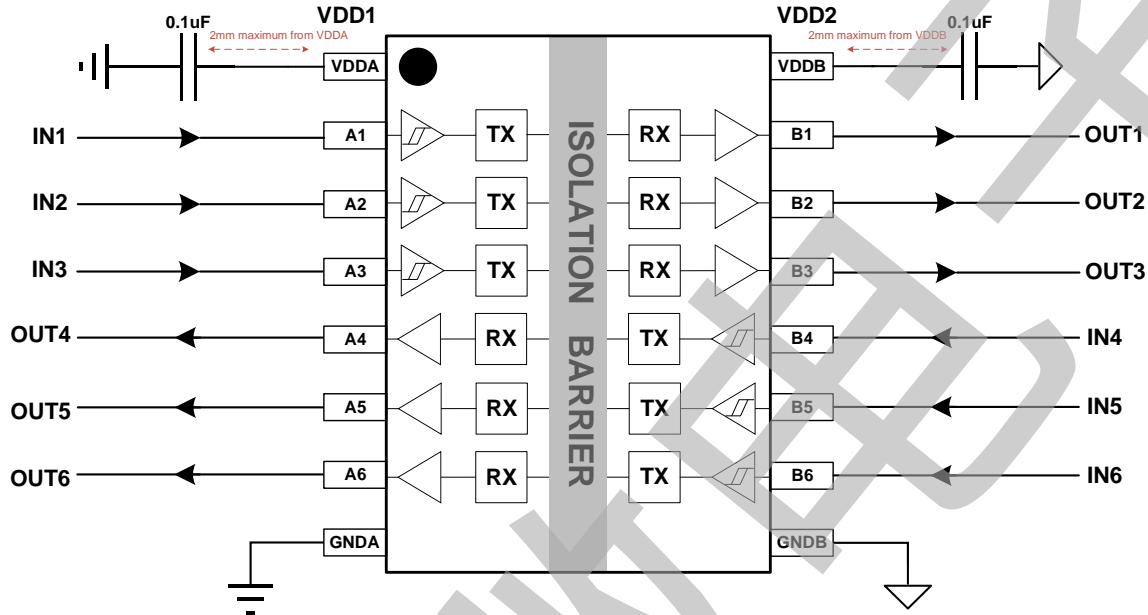 VDD1 VDD2
0.1uF 0.1uF
2mm maximum from VDDA 2mm maximum from VDDB
VDDA VDDB
IN1 A1 TX RX B1 OUT1
IN2 A2 TX RX B2 OUT2
IN3 A3 TX RX B3 OUT3
OUT4 A4 RX TX B4 IN4
OUT5 A5 RX TX B5 IN5
OUT6 A6 RX TX B6 IN6
GNDA GNDB
ISOLATION BARRIER